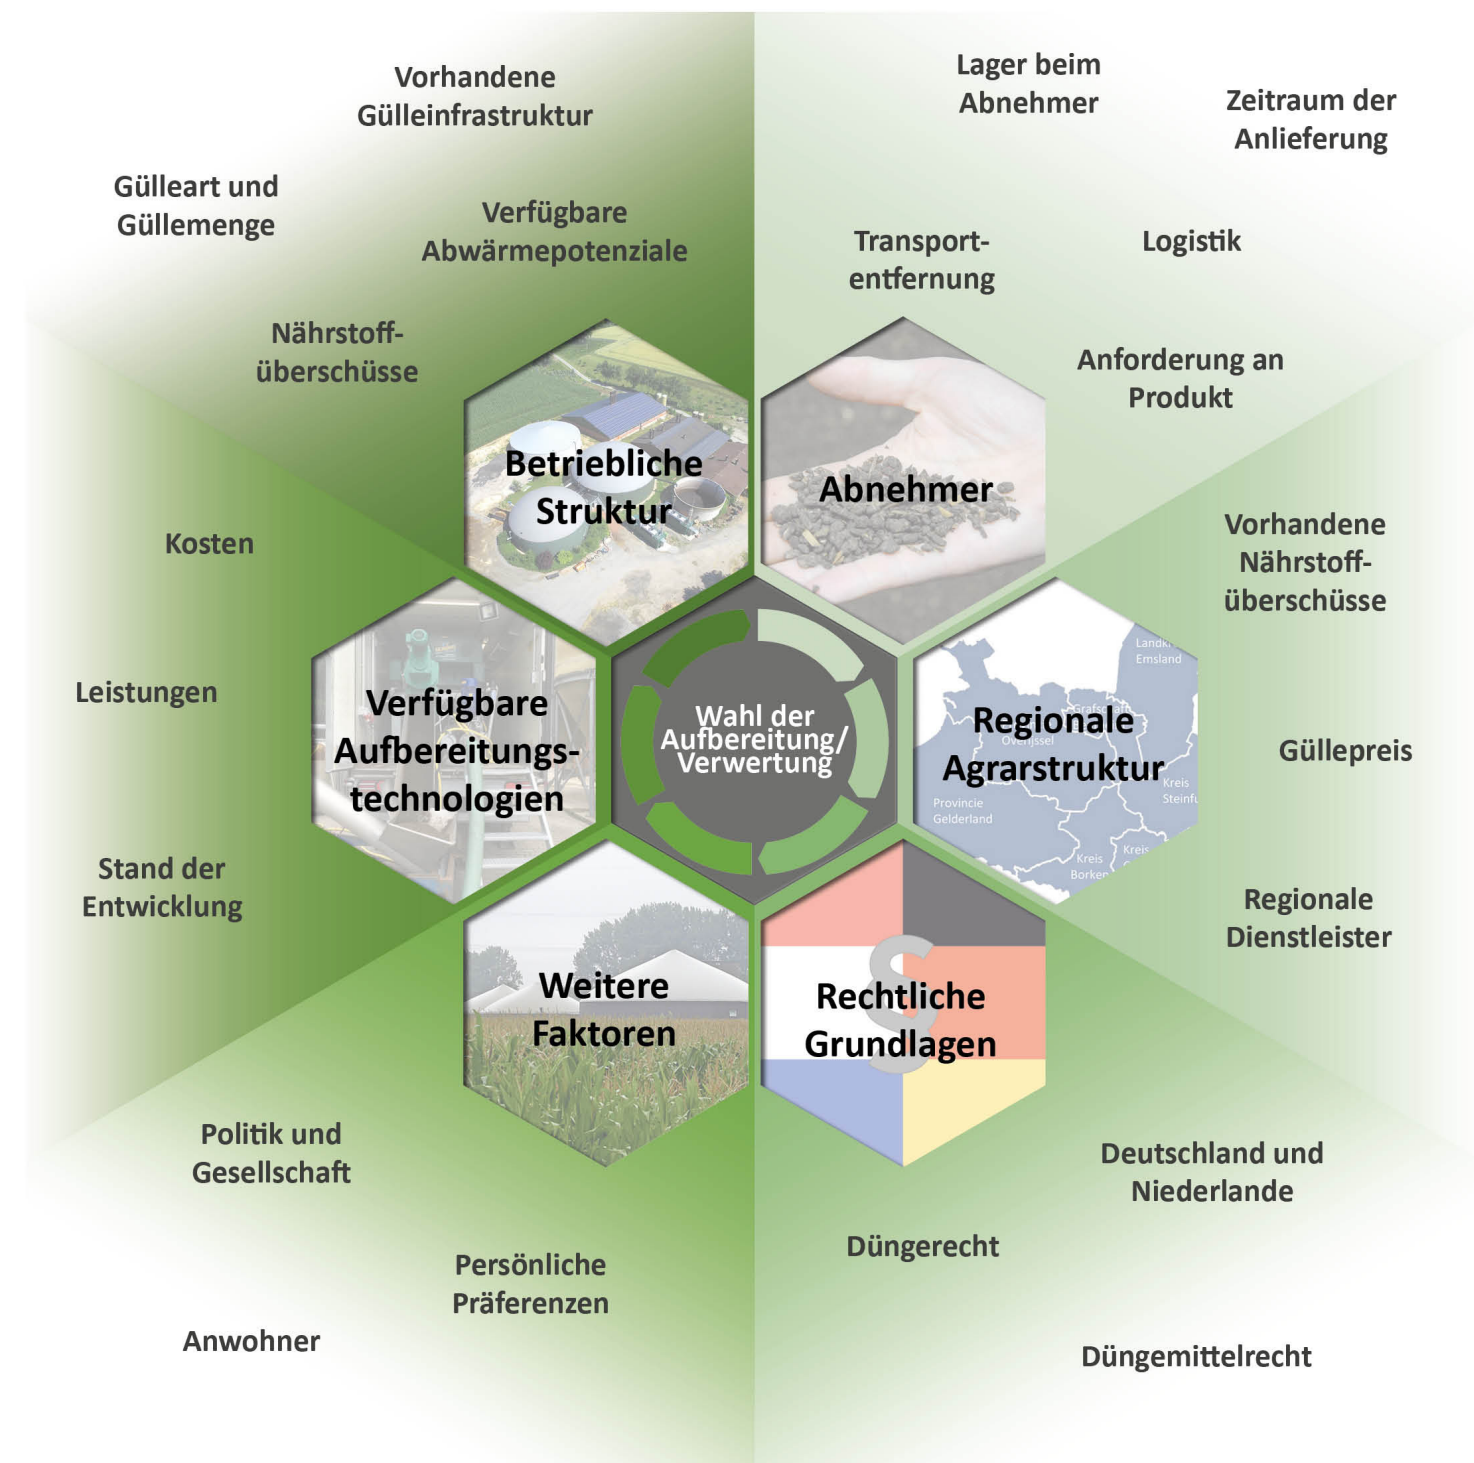 Vorhandene
Gülleinfrastruktur
Gülleart und
Güllemenge
Verfügbare
Abwärmepotenziale
Nährstoff-
überschüsse
Betriebliche
Struktur
Lager beim
Abnehmer
Zeitraum der
Anlieferung
Transport-
entfernung
Logistik
Anforderung an
Produkt
Abnehmer
Vorhandene
Nährstoff-
überschüsse
Güllepreis
Regionale
Dienstleister
Regionale
Agrarstruktur
Emsland
Overijssel
Provincie
Gelderland
Kreis
Kreis
Borken
Kreis
Wahl der
Aufbereitung/
Verwertung
Kosten
Leistungen
Stand der
Entwicklung
Verfügbare
Aufbereitungs-
technologien
Weitere
Faktoren
Politik und
Gesellschaft
Persönliche
Präferenzen
Anwohner
§
Rechtliche
Grundlagen
Deutschland und
Niederlande
Düngerecht
Düngemittelrecht